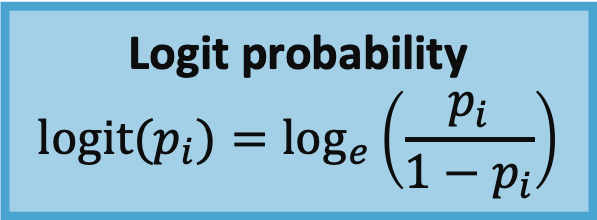 Logit probability
logit(pᵢ) = logₑ (pᵢ / 1 − pᵢ)